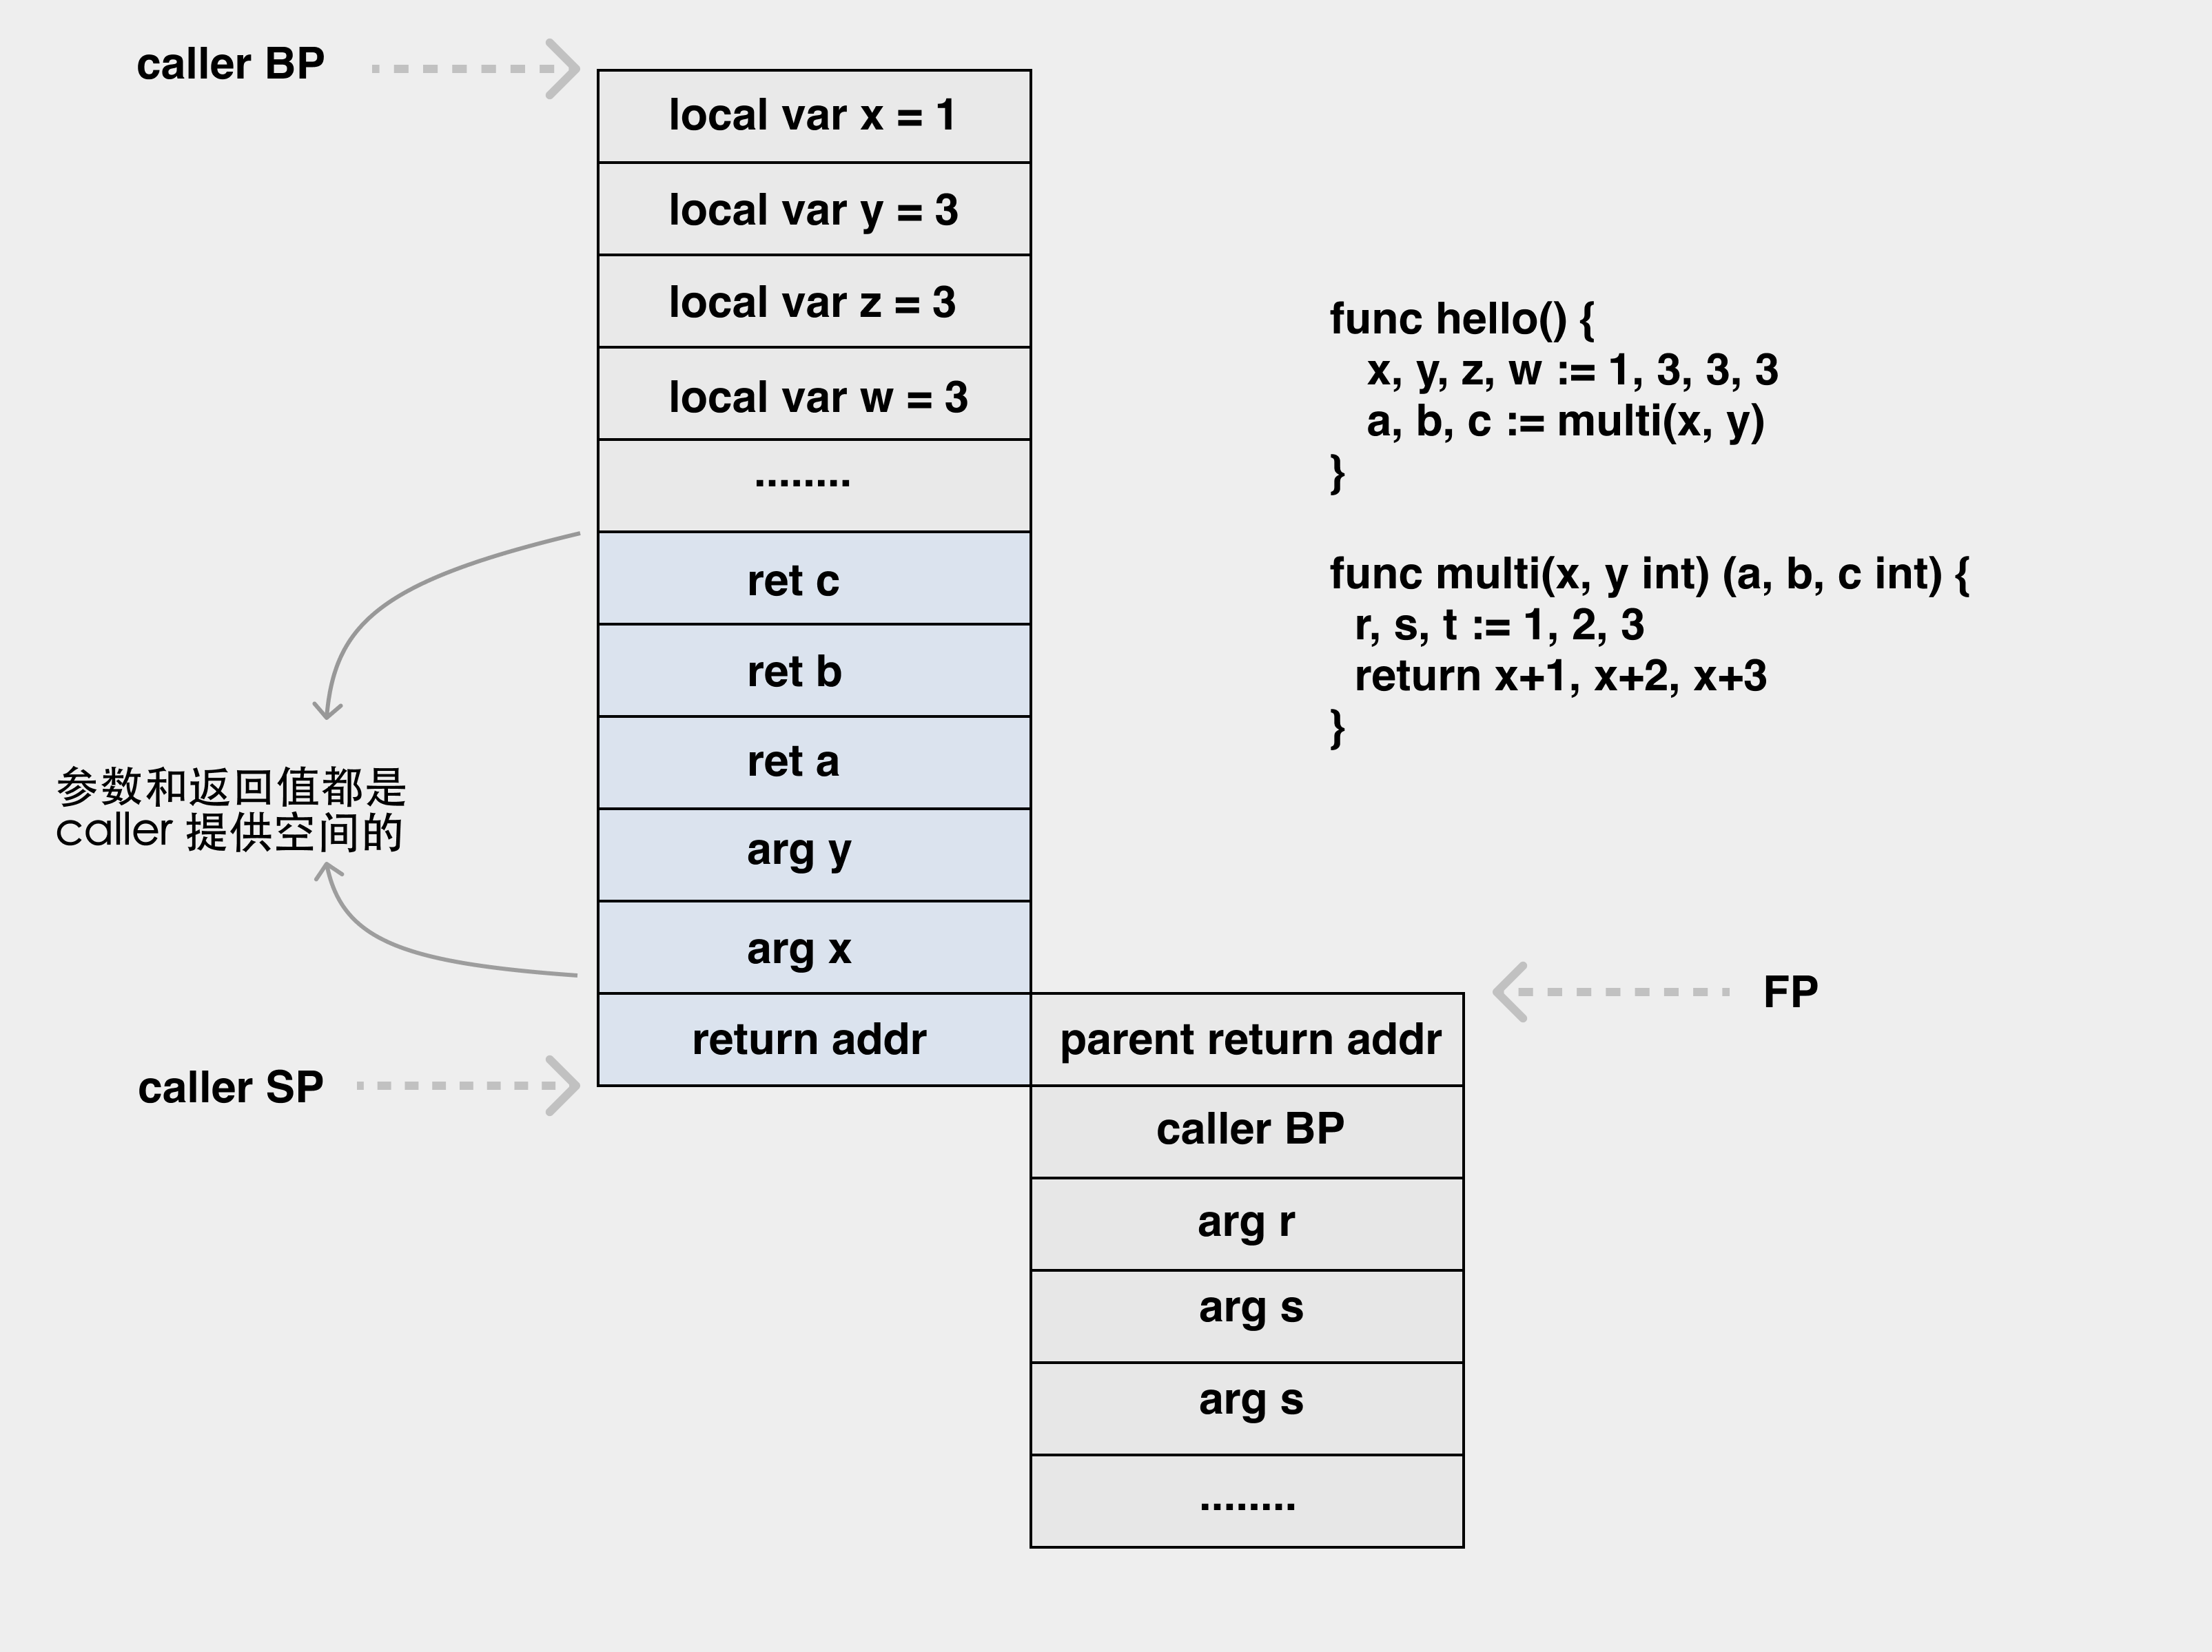 caller BP
local var x = 1
local var y = 3
local var z = 3
local var w = 3
........
ret c
ret b
ret a
arg y
arg x
return addr
参数和返回值都是
caller 提供空间的
caller SP
func hello() {
x, y, z, w := 1, 3, 3, 3
a, b, c := multi(x, y)
}
func multi(x, y int) (a, b, c int) {
r, s, t := 1, 2, 3
return x+1, x+2, x+3
}
FP
parent return addr
caller BP
arg r
arg s
arg s
........